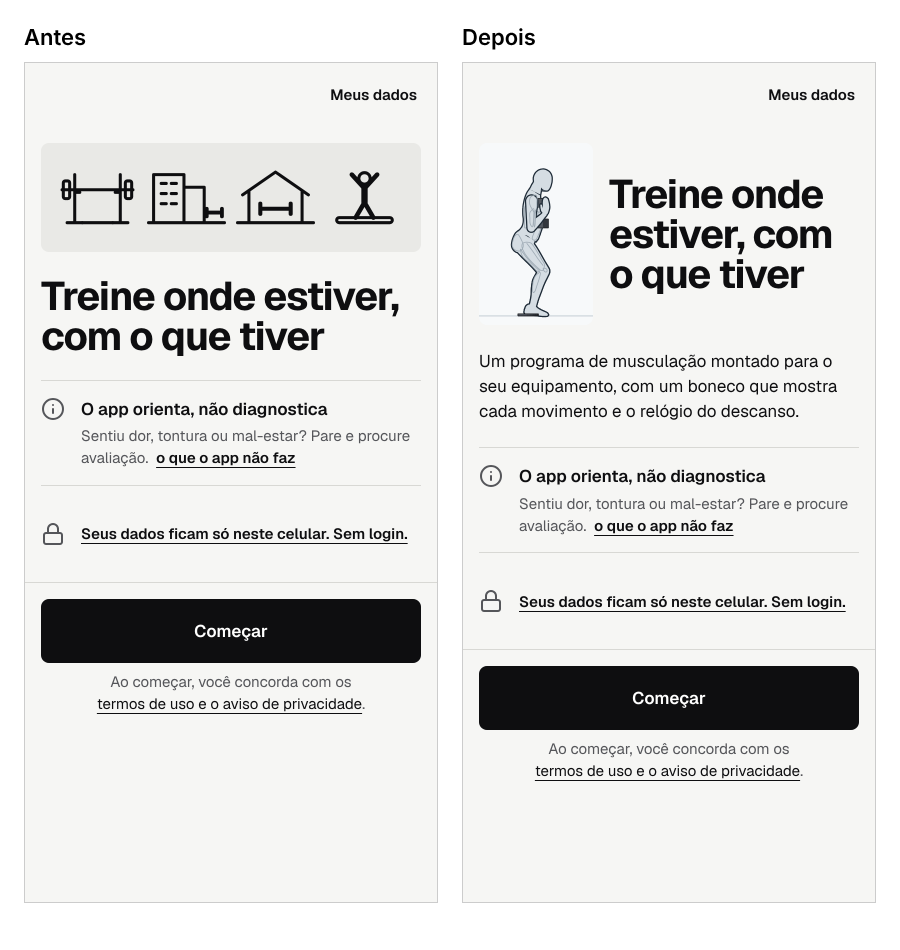 Antes
Meus dados
Treine onde estiver,
com o que tiver
O app orienta, não diagnostica
Sentiu dor, tontura ou mal-estar? Pare e procure
avaliação. o que o app não faz
Seus dados ficam só neste celular. Sem login.
Começar
Ao começar, você concorda com os
termos de uso e o aviso de privacidade.
Depois
Meus dados
Treine onde
estiver, com
o que tiver
Um programa de musculação montado para o
seu equipamento, com um boneco que mostra
cada movimento e o relógio do descanso.
O app orienta, não diagnostica
Sentiu dor, tontura ou mal-estar? Pare e procure
avaliação. o que o app não faz
Seus dados ficam só neste celular. Sem login.
Começar
Ao começar, você concorda com os
termos de uso e o aviso de privacidade.